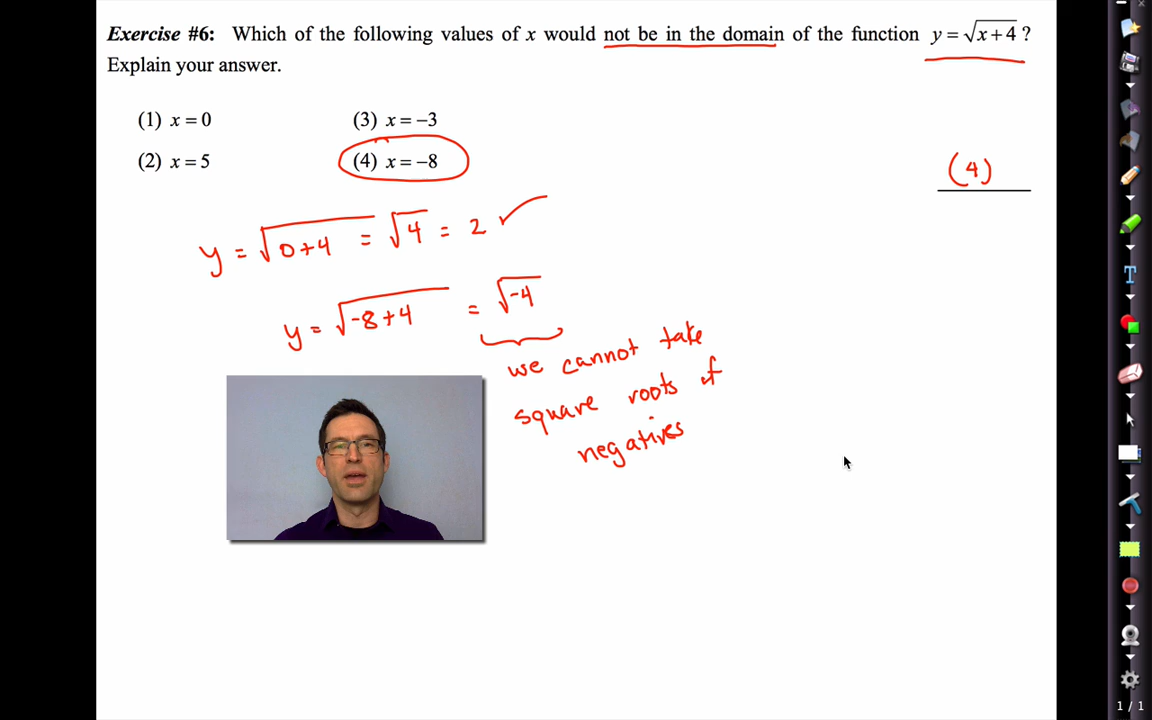 Exercise #6: Which of the following values of x would not be in the domain of the function y = √x+4 ?
Explain your answer.
(1) x = 0
(3) x = −3
(2) x = 5
(4) x = −8
(4)
y = √0+4 = √4 = 2 ✓
y = √-8+4 = √-4
we cannot take
square roots of
negatives
T
1 / 1